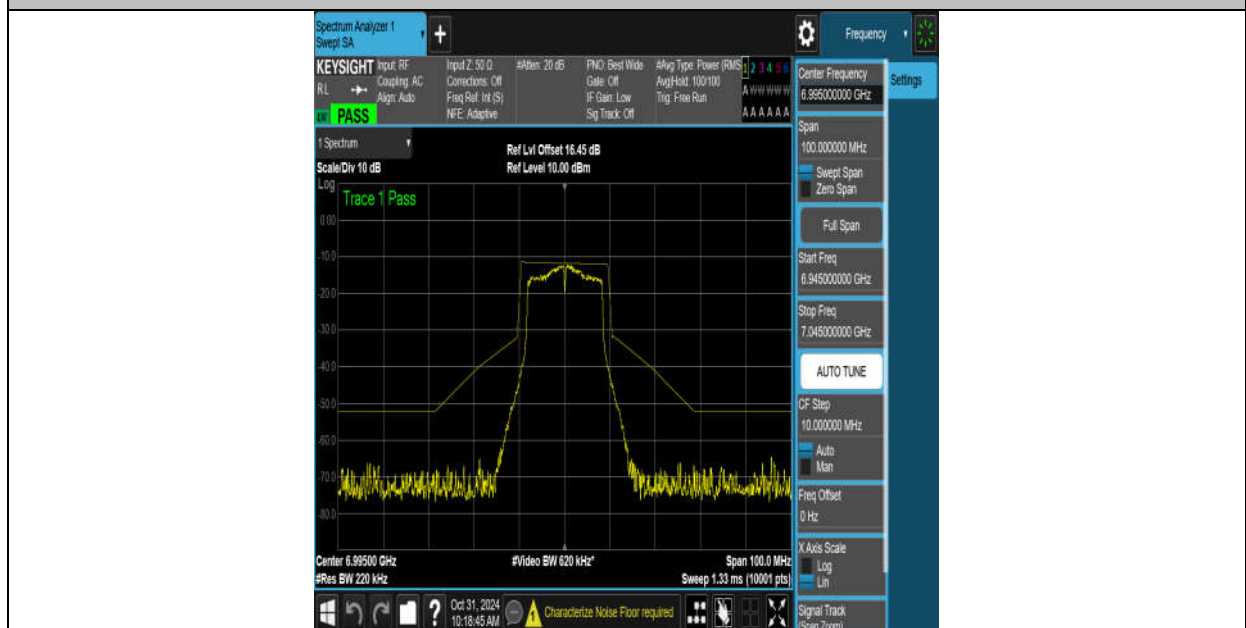 Spectrum Analyzer 1
Swept SA
+
Frequency
KEYSIGHT
RL
PASS
Input: RF
Coupling: AC
Align: Auto
Input Z: 50 Ω
Corrections: Off
Freq Ref: Int (S)
NFE: Adaptive
#Atten: 20 dB
PNO: Best Wide
Gate: Off
IF Gain: Low
Sig Track: Off
#Avg Type: Power (RMS
Avg|Hold: 100/100
Trig: Free Run
1 2 3 4 5 6
A W W W W W
A A A A A A
1 Spectrum
Scale/Div 10 dB
Ref Lvl Offset 16.45 dB
Ref Level 10.00 dBm
Log
Trace 1 Pass
0.00
-10.0
-20.0
-30.0
-40.0
-50.0
-60.0
-70.0
-80.0
Center 6.99500 GHz
#Res BW 220 kHz
#Video BW 620 kHz*
Span 100.0 MHz
Sweep 1.33 ms (10001 pts)
?
Oct 31, 2024
10:18:45 AM
Characterize Noise Floor required
Center Frequency
6.995000000 GHz
Settings
Span
100.000000 MHz
Swept Span
Zero Span
Full Span
Start Freq
6.945000000 GHz
Stop Freq
7.045000000 GHz
AUTO TUNE
CF Step
10.000000 MHz
Auto
Man
Freq Offset
0 Hz
X Axis Scale
Log
Lin
Signal Track
(Span Zoom)